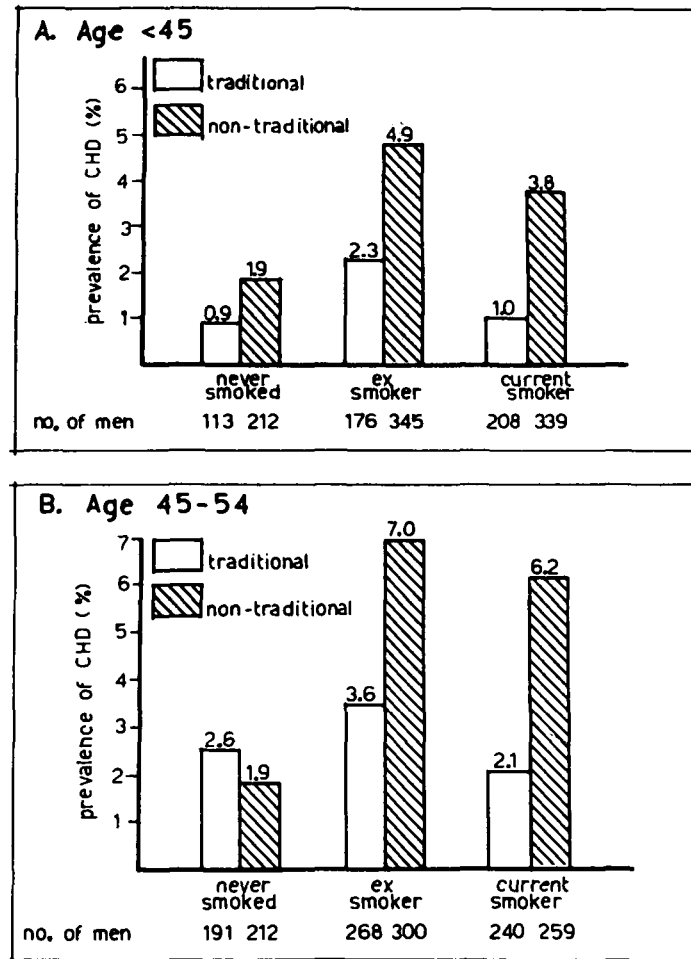 A. Age <45
6
5
4
3
2
1
prevalence of CHD (%)
traditional
non-traditional
0.9 1.9 2.3 4.9 1.0 3.8
never smoked ex smoker current smoker
no. of men 113 212 176 345 208 339
B. Age 45-54
7
6
5
4
3
2
1
prevalence of CHD (%)
traditional
non-traditional
2.6 1.9 3.6 7.0 2.1 6.2
never smoked ex smoker current smoker
no. of men 191 212 268 300 240 259